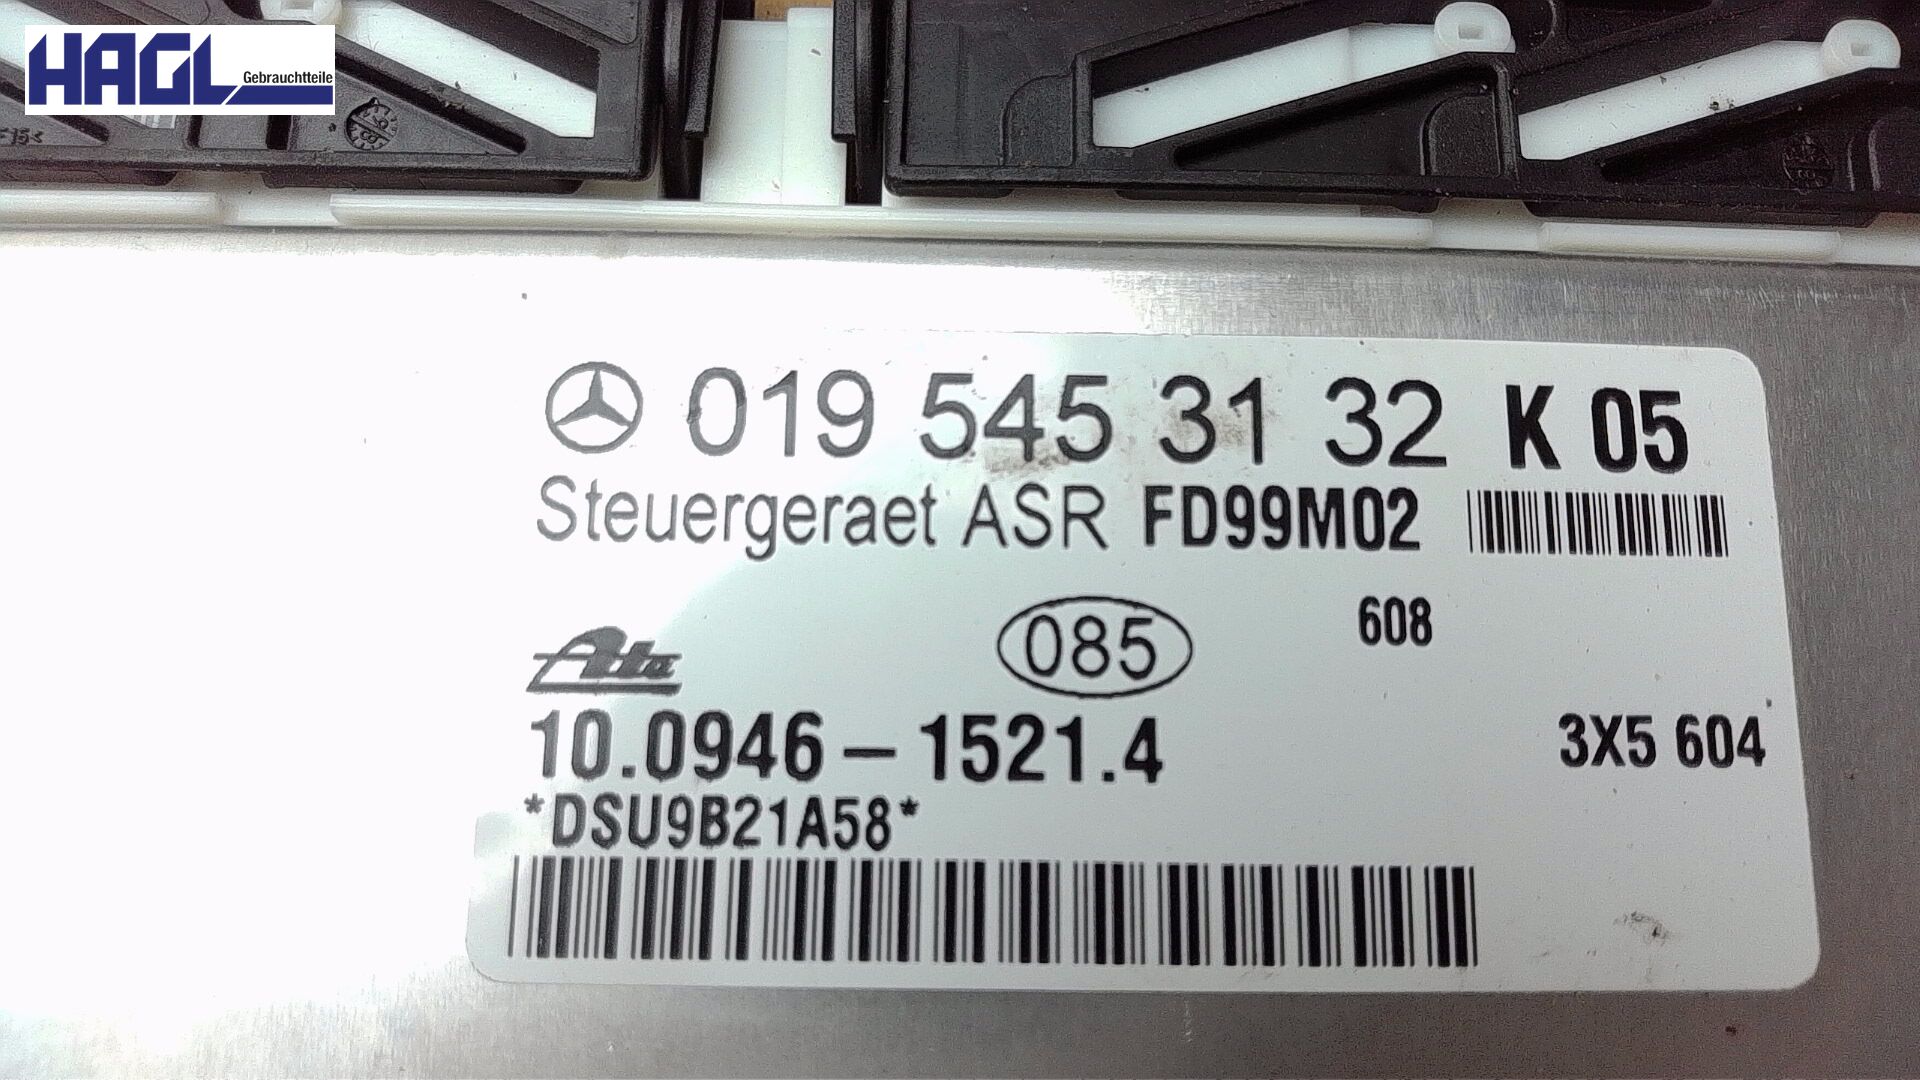 HAGL Gebrauchtteile
019 545 31 32 K 05
Steuergeraet ASR FD99M02
608
Ate 085
10.0946-1521.4 3X5 604
*DSU9B21A58*